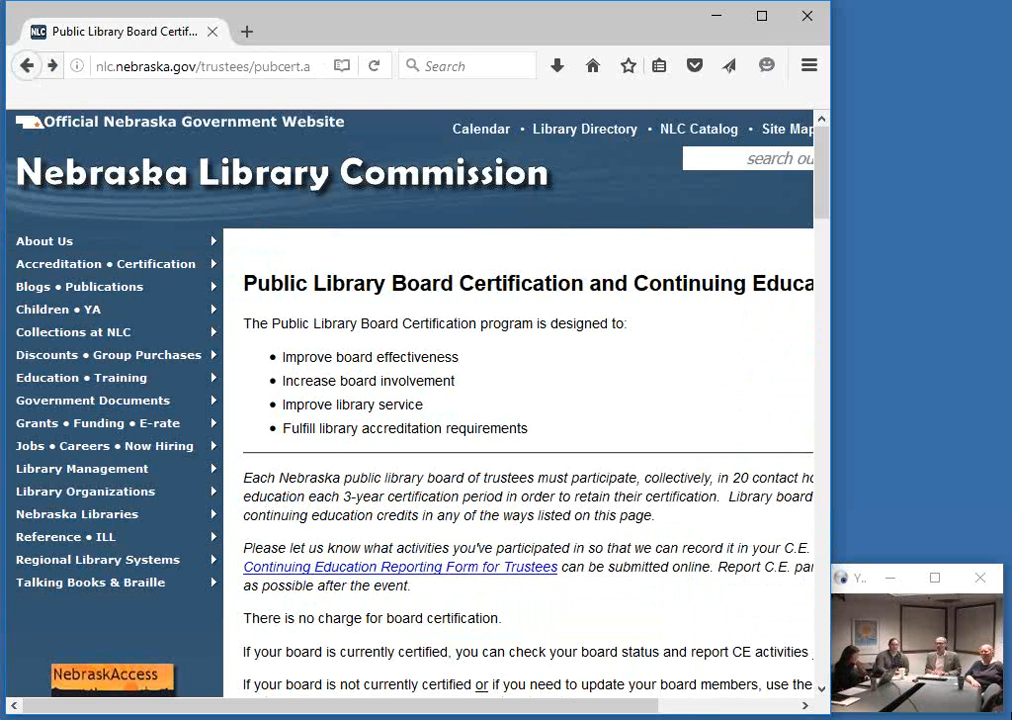 NLC Public Library Board Certif...
nlc.nebraska.gov/trustees/pubcert.a
Search
Official Nebraska Government Website
Calendar • Library Directory • NLC Catalog • Site Map
Nebraska Library Commission
search ou
About Us
Accreditation • Certification
Blogs • Publications
Children • YA
Collections at NLC
Discounts • Group Purchases
Education • Training
Government Documents
Grants • Funding • E-rate
Jobs • Careers • Now Hiring
Library Management
Library Organizations
Nebraska Libraries
Reference • ILL
Regional Library Systems
Talking Books & Braille
NebraskAccess
Public Library Board Certification and Continuing Educa
The Public Library Board Certification program is designed to:
• Improve board effectiveness
• Increase board involvement
• Improve library service
• Fulfill library accreditation requirements
Each Nebraska public library board of trustees must participate, collectively, in 20 contact ho
education each 3-year certification period in order to retain their certification. Library board
continuing education credits in any of the ways listed on this page.
Please let us know what activities you've participated in so that we can record it in your C.E.
Continuing Education Reporting Form for Trustees can be submitted online. Report C.E. par
as possible after the event.
There is no charge for board certification.
If your board is currently certified, you can check your board status and report CE activities
If your board is not currently certified or if you need to update your board members, use the
Y...